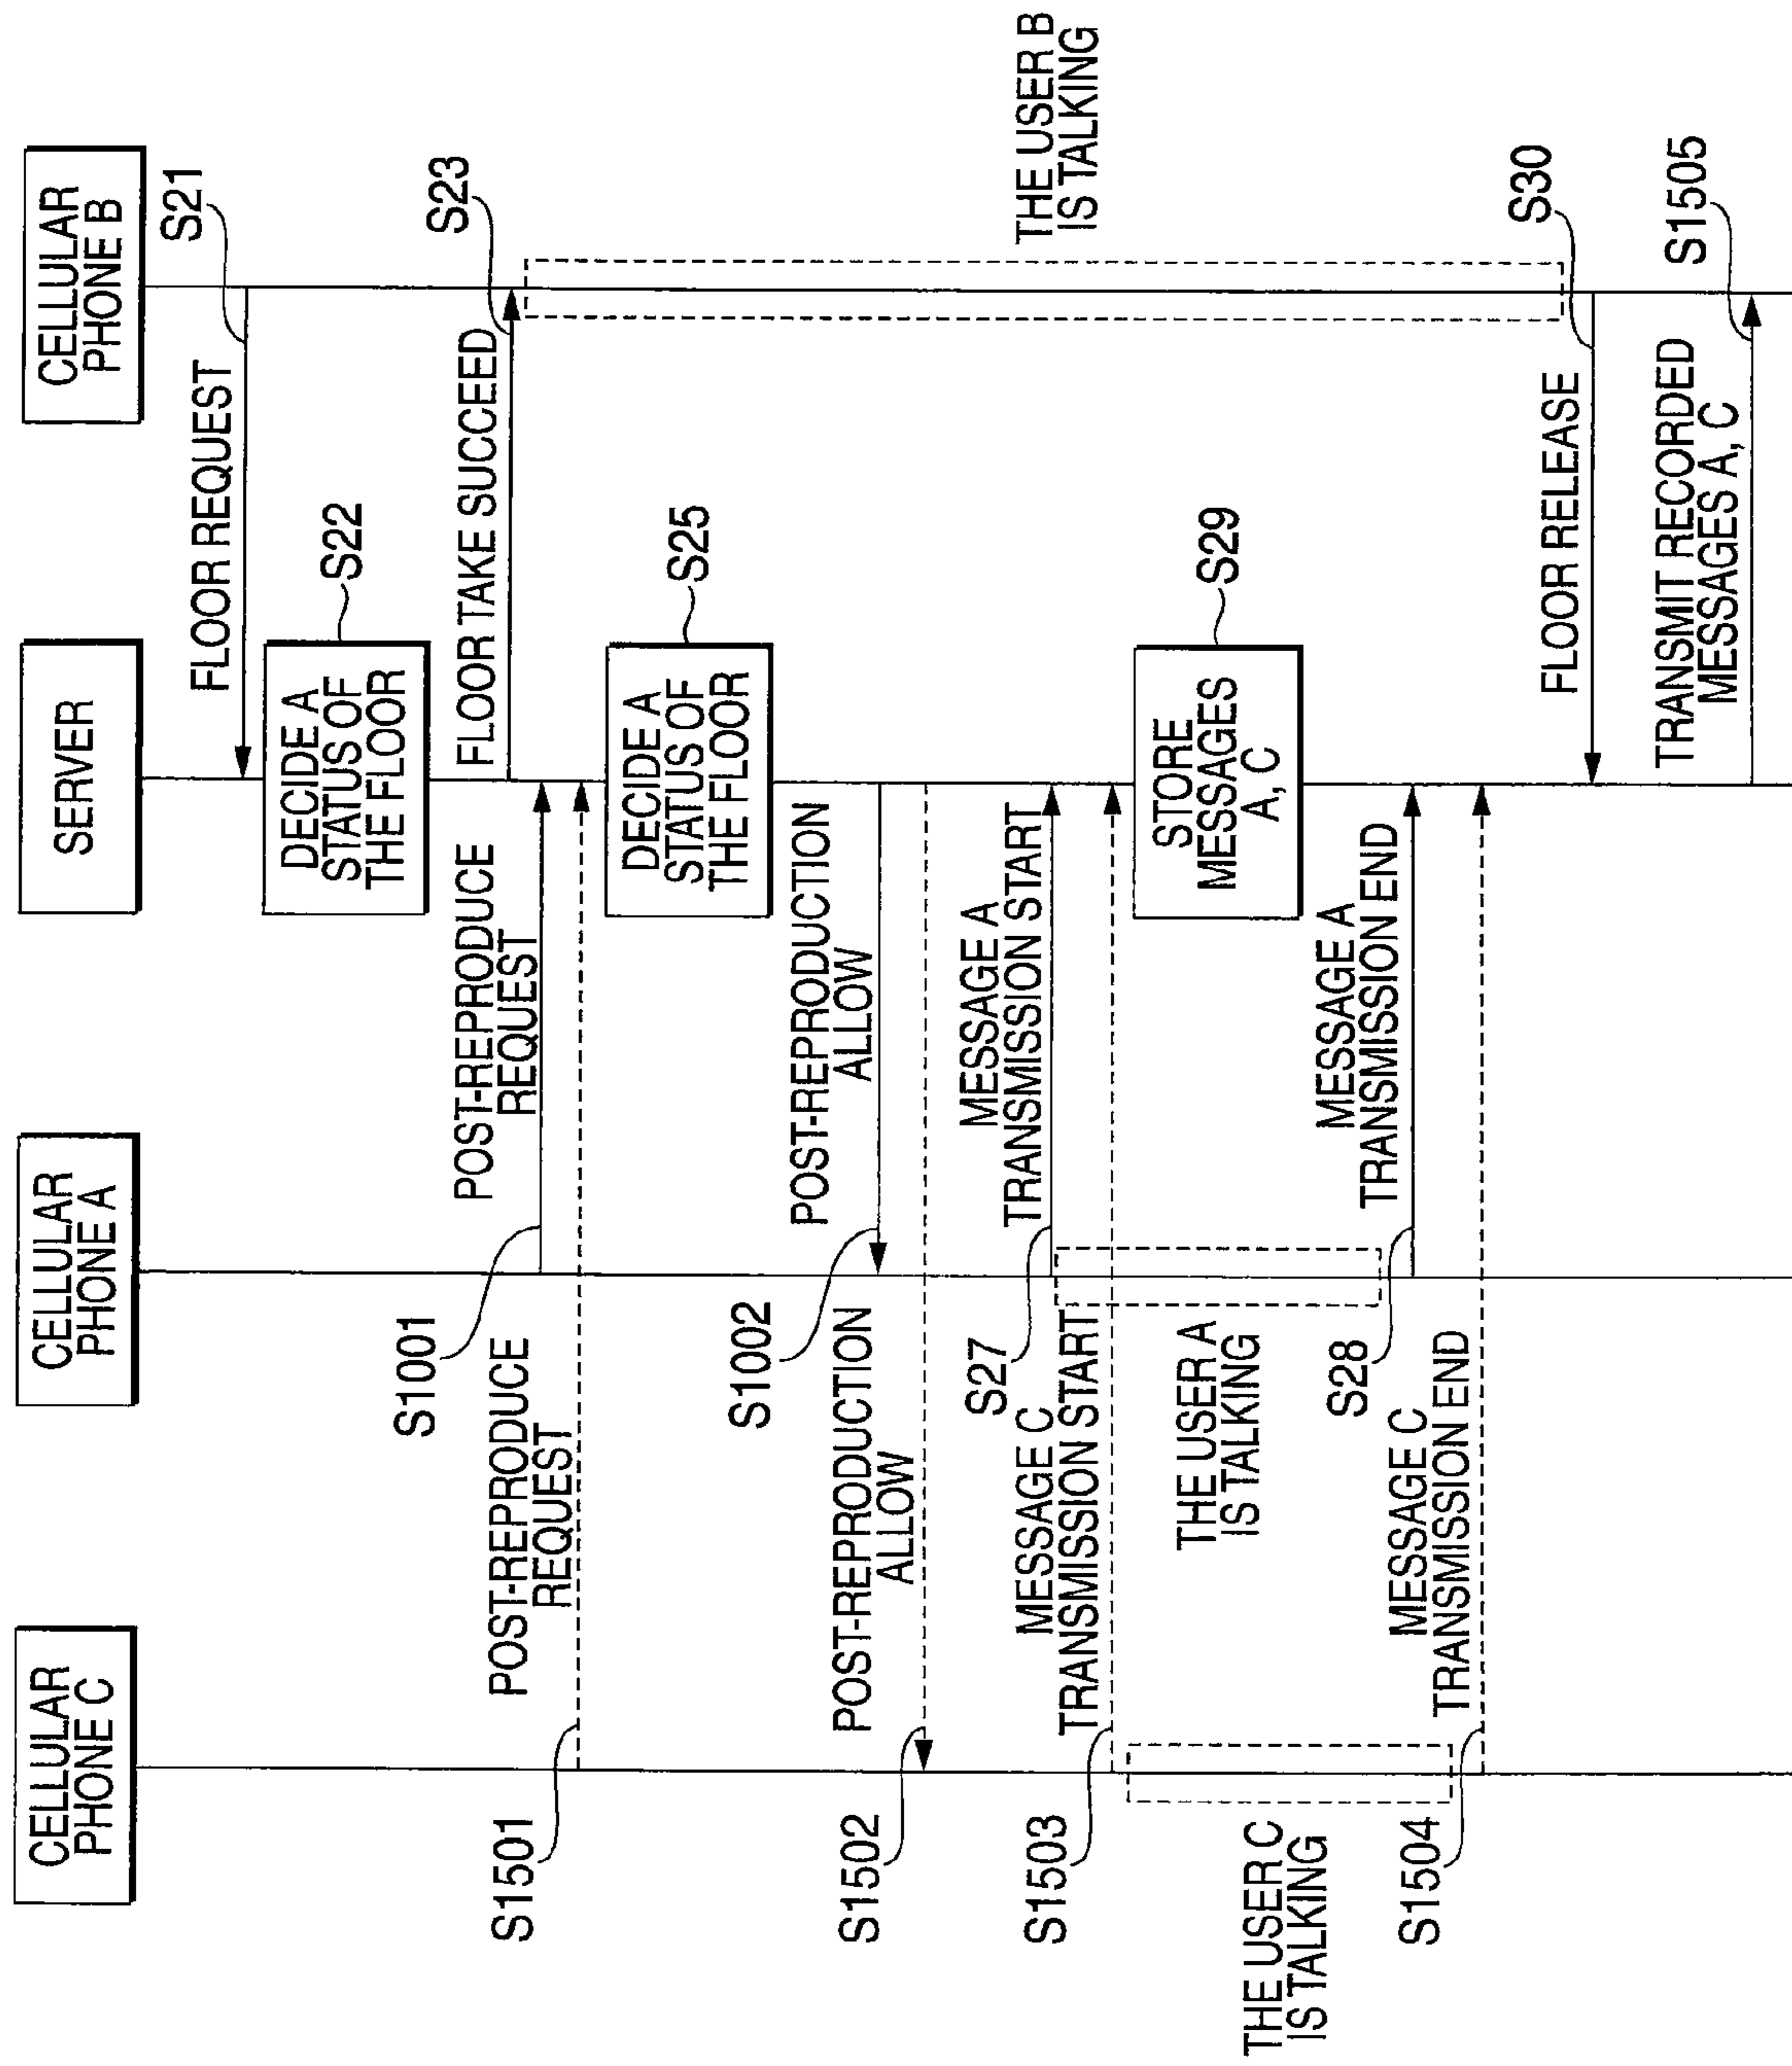 CELLULAR
PHONE C
CELLULAR
PHONE A
SERVER
CELLULAR
PHONE B
S21
FLOOR REQUEST
DECIDE A
STATUS OF
THE FLOOR
S22
S23
FLOOR TAKE SUCCEED
S1001
POST-REPRODUCE
REQUEST
S1501
POST-REPRODUCE
REQUEST
DECIDE A
STATUS OF
THE FLOOR
S25
S1002
POST-REPRODUCTION
ALLOW
S1502
POST-REPRODUCTION
ALLOW
S27
MESSAGE A
TRANSMISSION START
S1503
MESSAGE C
TRANSMISSION START
THE USER B
IS TALKING
THE USER A
IS TALKING
THE USER C
IS TALKING
STORE
MESSAGES
A, C
S29
S28
MESSAGE A
TRANSMISSION END
S1504
MESSAGE C
TRANSMISSION END
S30
FLOOR RELEASE
S1505
TRANSMIT RECORDED
MESSAGES A, C